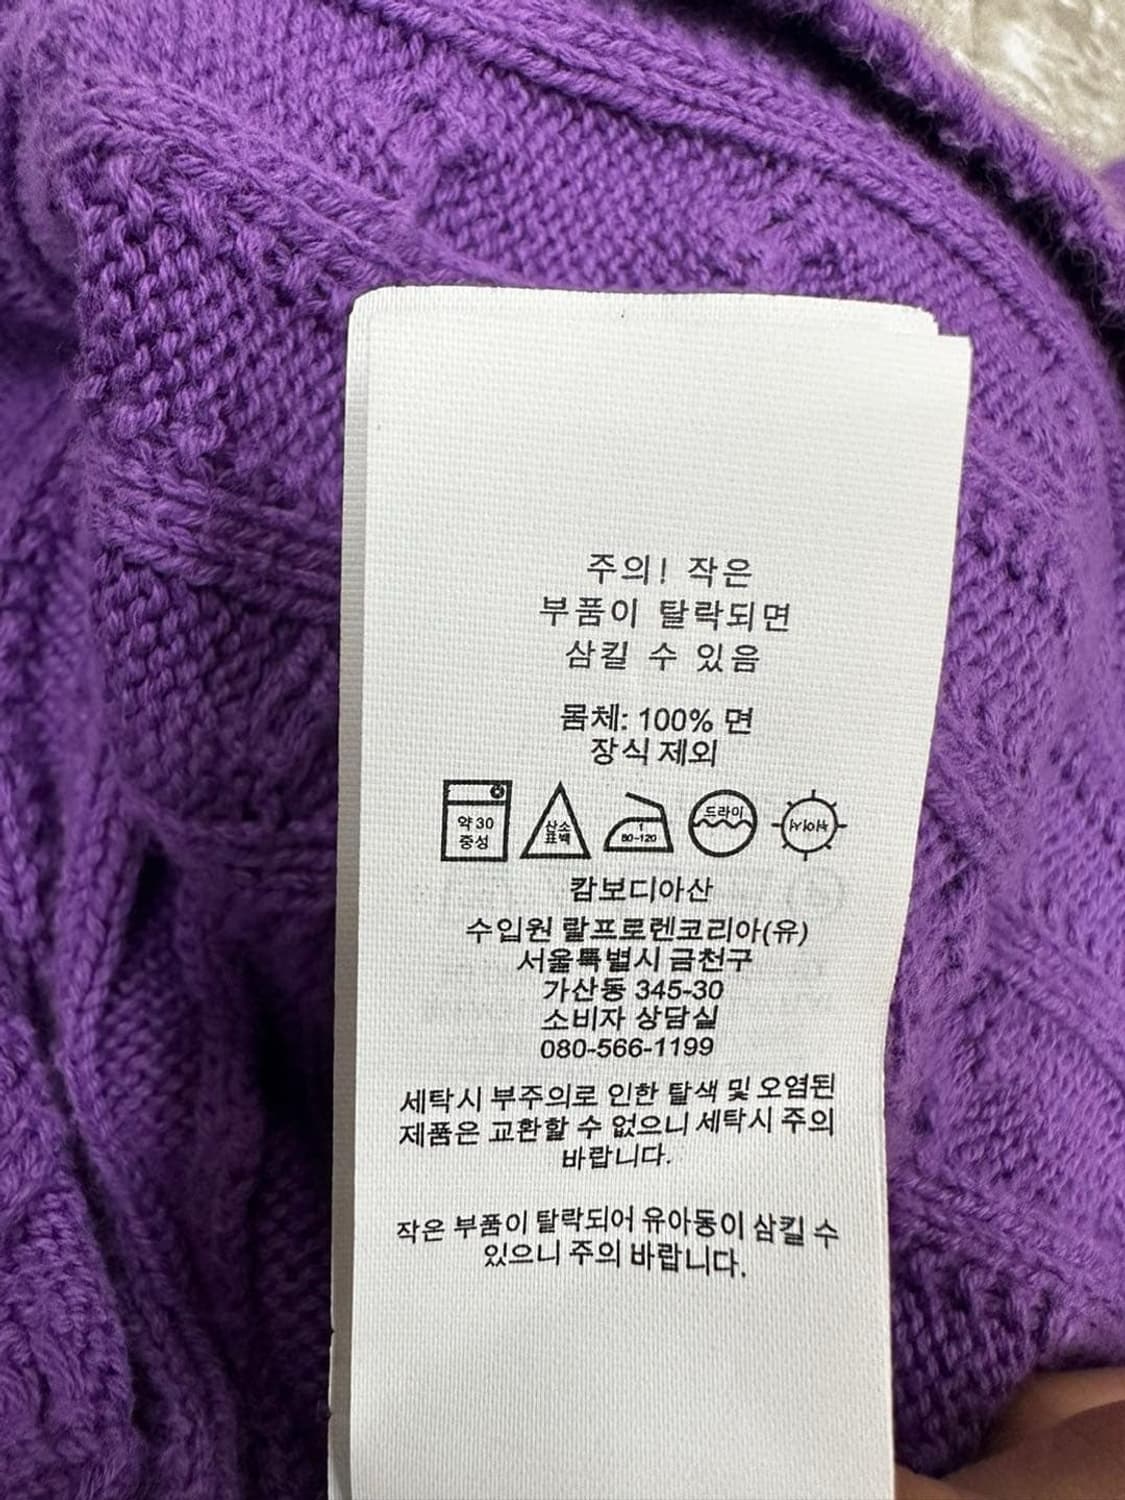 주의! 작은
부품이 탈락되면
삼킬 수 있음
몸체: 100% 면
장식 제외
약 30
중성
산소
표백
1
80~120
드라이
캄보디아산
수입원 랄프로렌코리아(유)
서울특별시 금천구
가산동 345-30
소비자 상담실
080-566-1199
세탁시 부주의로 인한 탈색 및 오염된
제품은 교환할 수 없으니 세탁시 주의
바랍니다.
작은 부품이 탈락되어 유아동이 삼킬 수
있으니 주의 바랍니다.